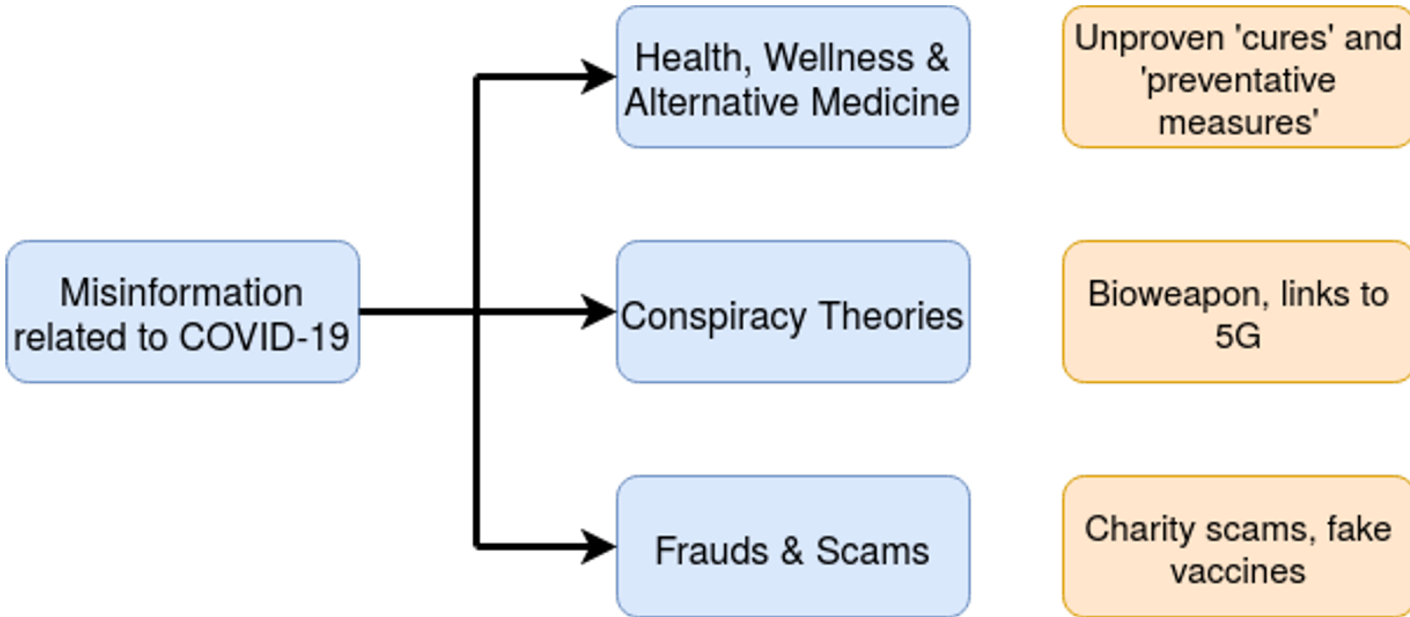 Health, Wellness &
Alternative Medicine
Unproven 'cures' and
'preventative
measures'
Misinformation
related to COVID-19
Conspiracy Theories
Bioweapon, links to
5G
Frauds & Scams
Charity scams, fake
vaccines